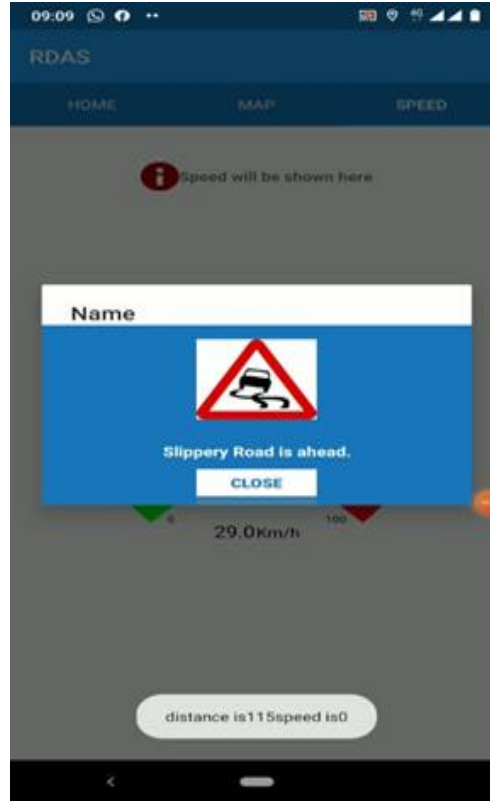 09:09
RDAS
HOME MAP SPEED
Speed will be shown here
Name
Slippery Road is ahead.
CLOSE
0 100
29.0Km/h
distance is115speed is0